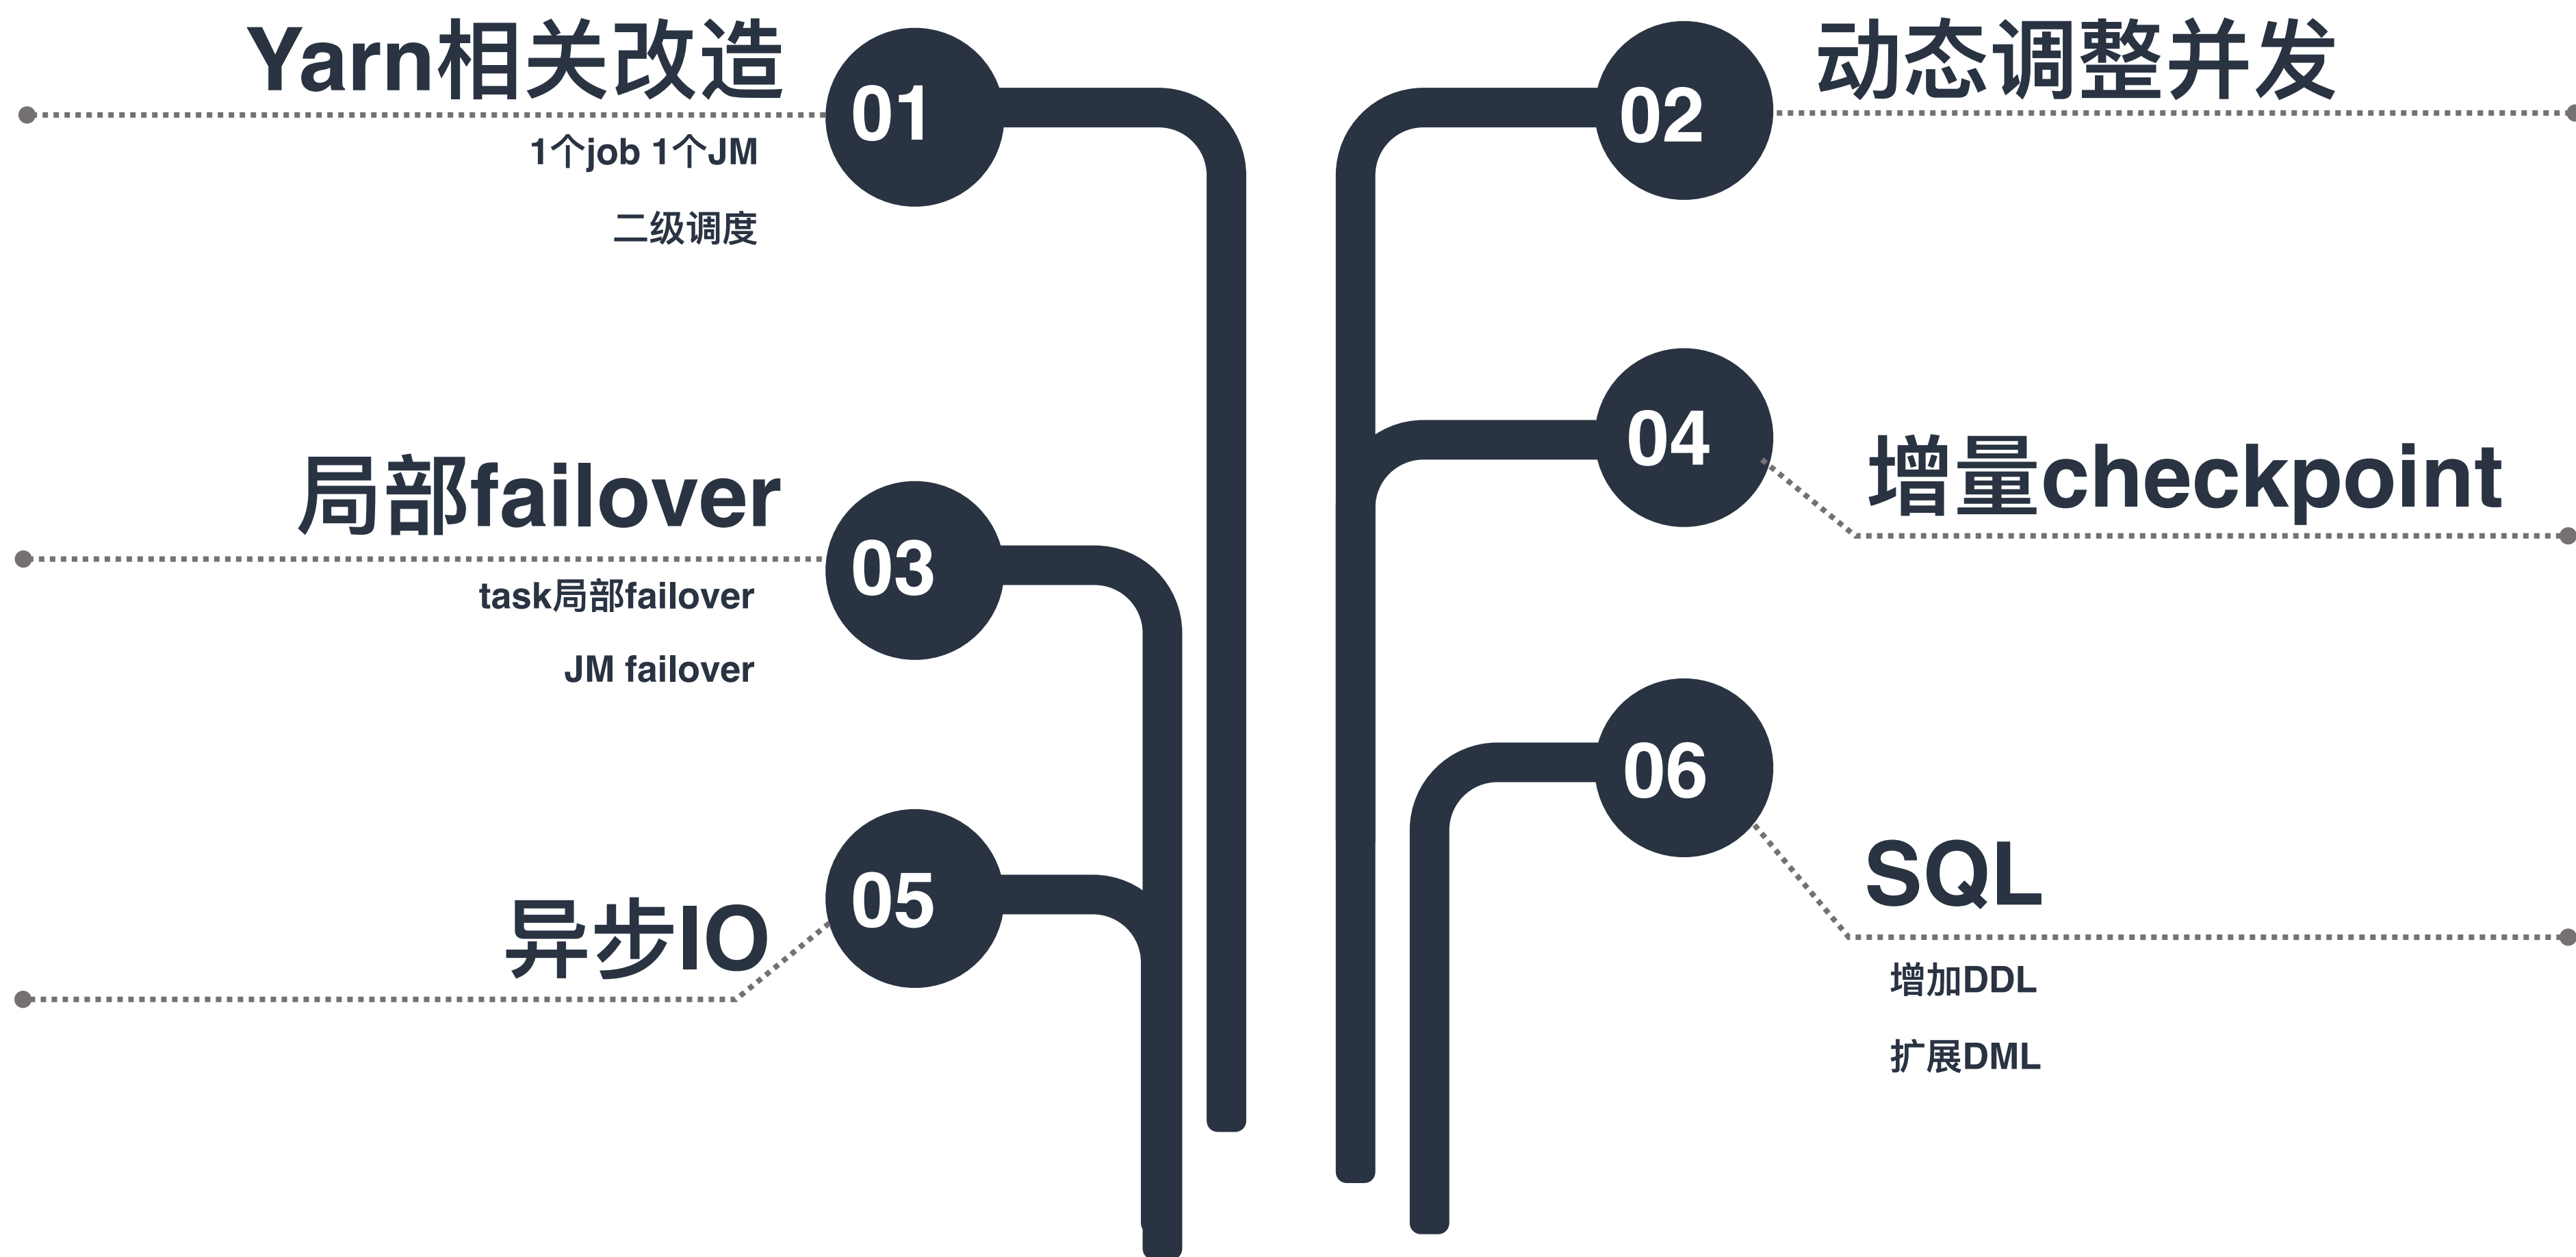 01
Yarn相关改造
1个job 1个JM
二级调度
02
动态调整并发
03
局部failover
task局部failover
JM failover
04
增量checkpoint
05
异步IO
06
SQL
增加DDL
扩展DML